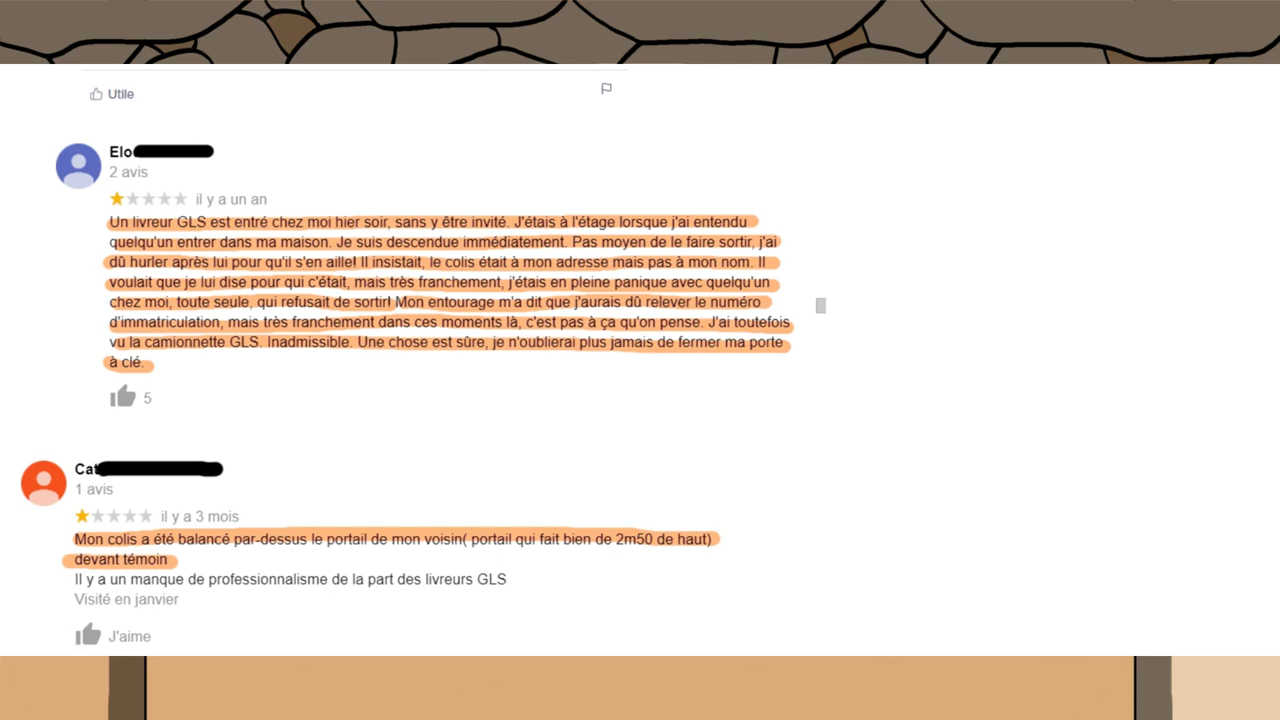 Utile
Elo
2 avis
il y a un an
Un livreur GLS est entré chez moi hier soir, sans y être invité. J'étais à l'étage lorsque j'ai entendu
quelqu'un entrer dans ma maison. Je suis descendue immédiatement. Pas moyen de le faire sortir, j'ai
dû hurler après lui pour qu'il s'en aille! Il insistait, le colis était à mon adresse mais pas à mon nom. Il
voulait que je lui dise pour qui c'était, mais très franchement, j'étais en pleine panique avec quelqu'un
chez moi, toute seule, qui refusait de sortir! Mon entourage m'a dit que j'aurais dû relever le numéro
d'immatriculation, mais très franchement dans ces moments là, c'est pas à ça qu'on pense. J'ai toutefois
vu la camionnette GLS. Inadmissible. Une chose est sûre, je n'oublierai plus jamais de fermer ma porte
à clé.
5
Cat
1 avis
il y a 3 mois
Mon colis a été balancé par-dessus le portail de mon voisin( portail qui fait bien de 2m50 de haut)
devant témoin
Il y a un manque de professionnalisme de la part des livreurs GLS
Visité en janvier
J'aime